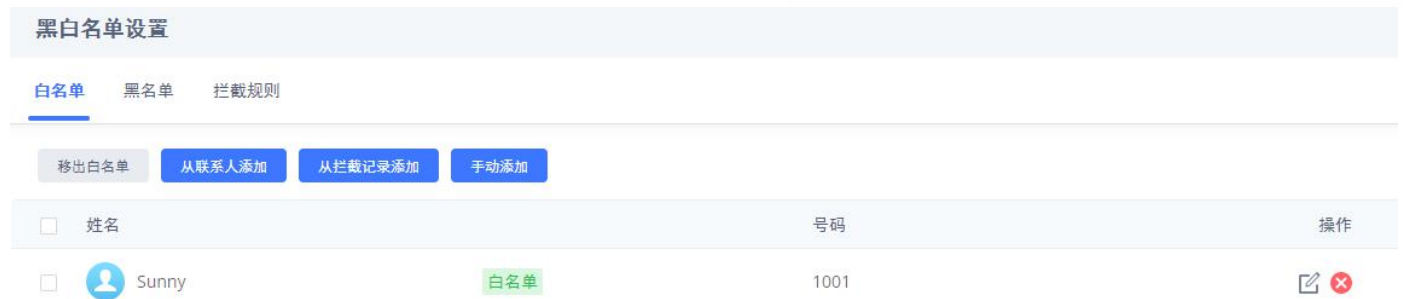 黑白名单设置
白名单 黑名单 拦截规则
移出白名单 从联系人添加 从拦截记录添加 手动添加
姓名 号码 操作
Sunny 白名单 1001